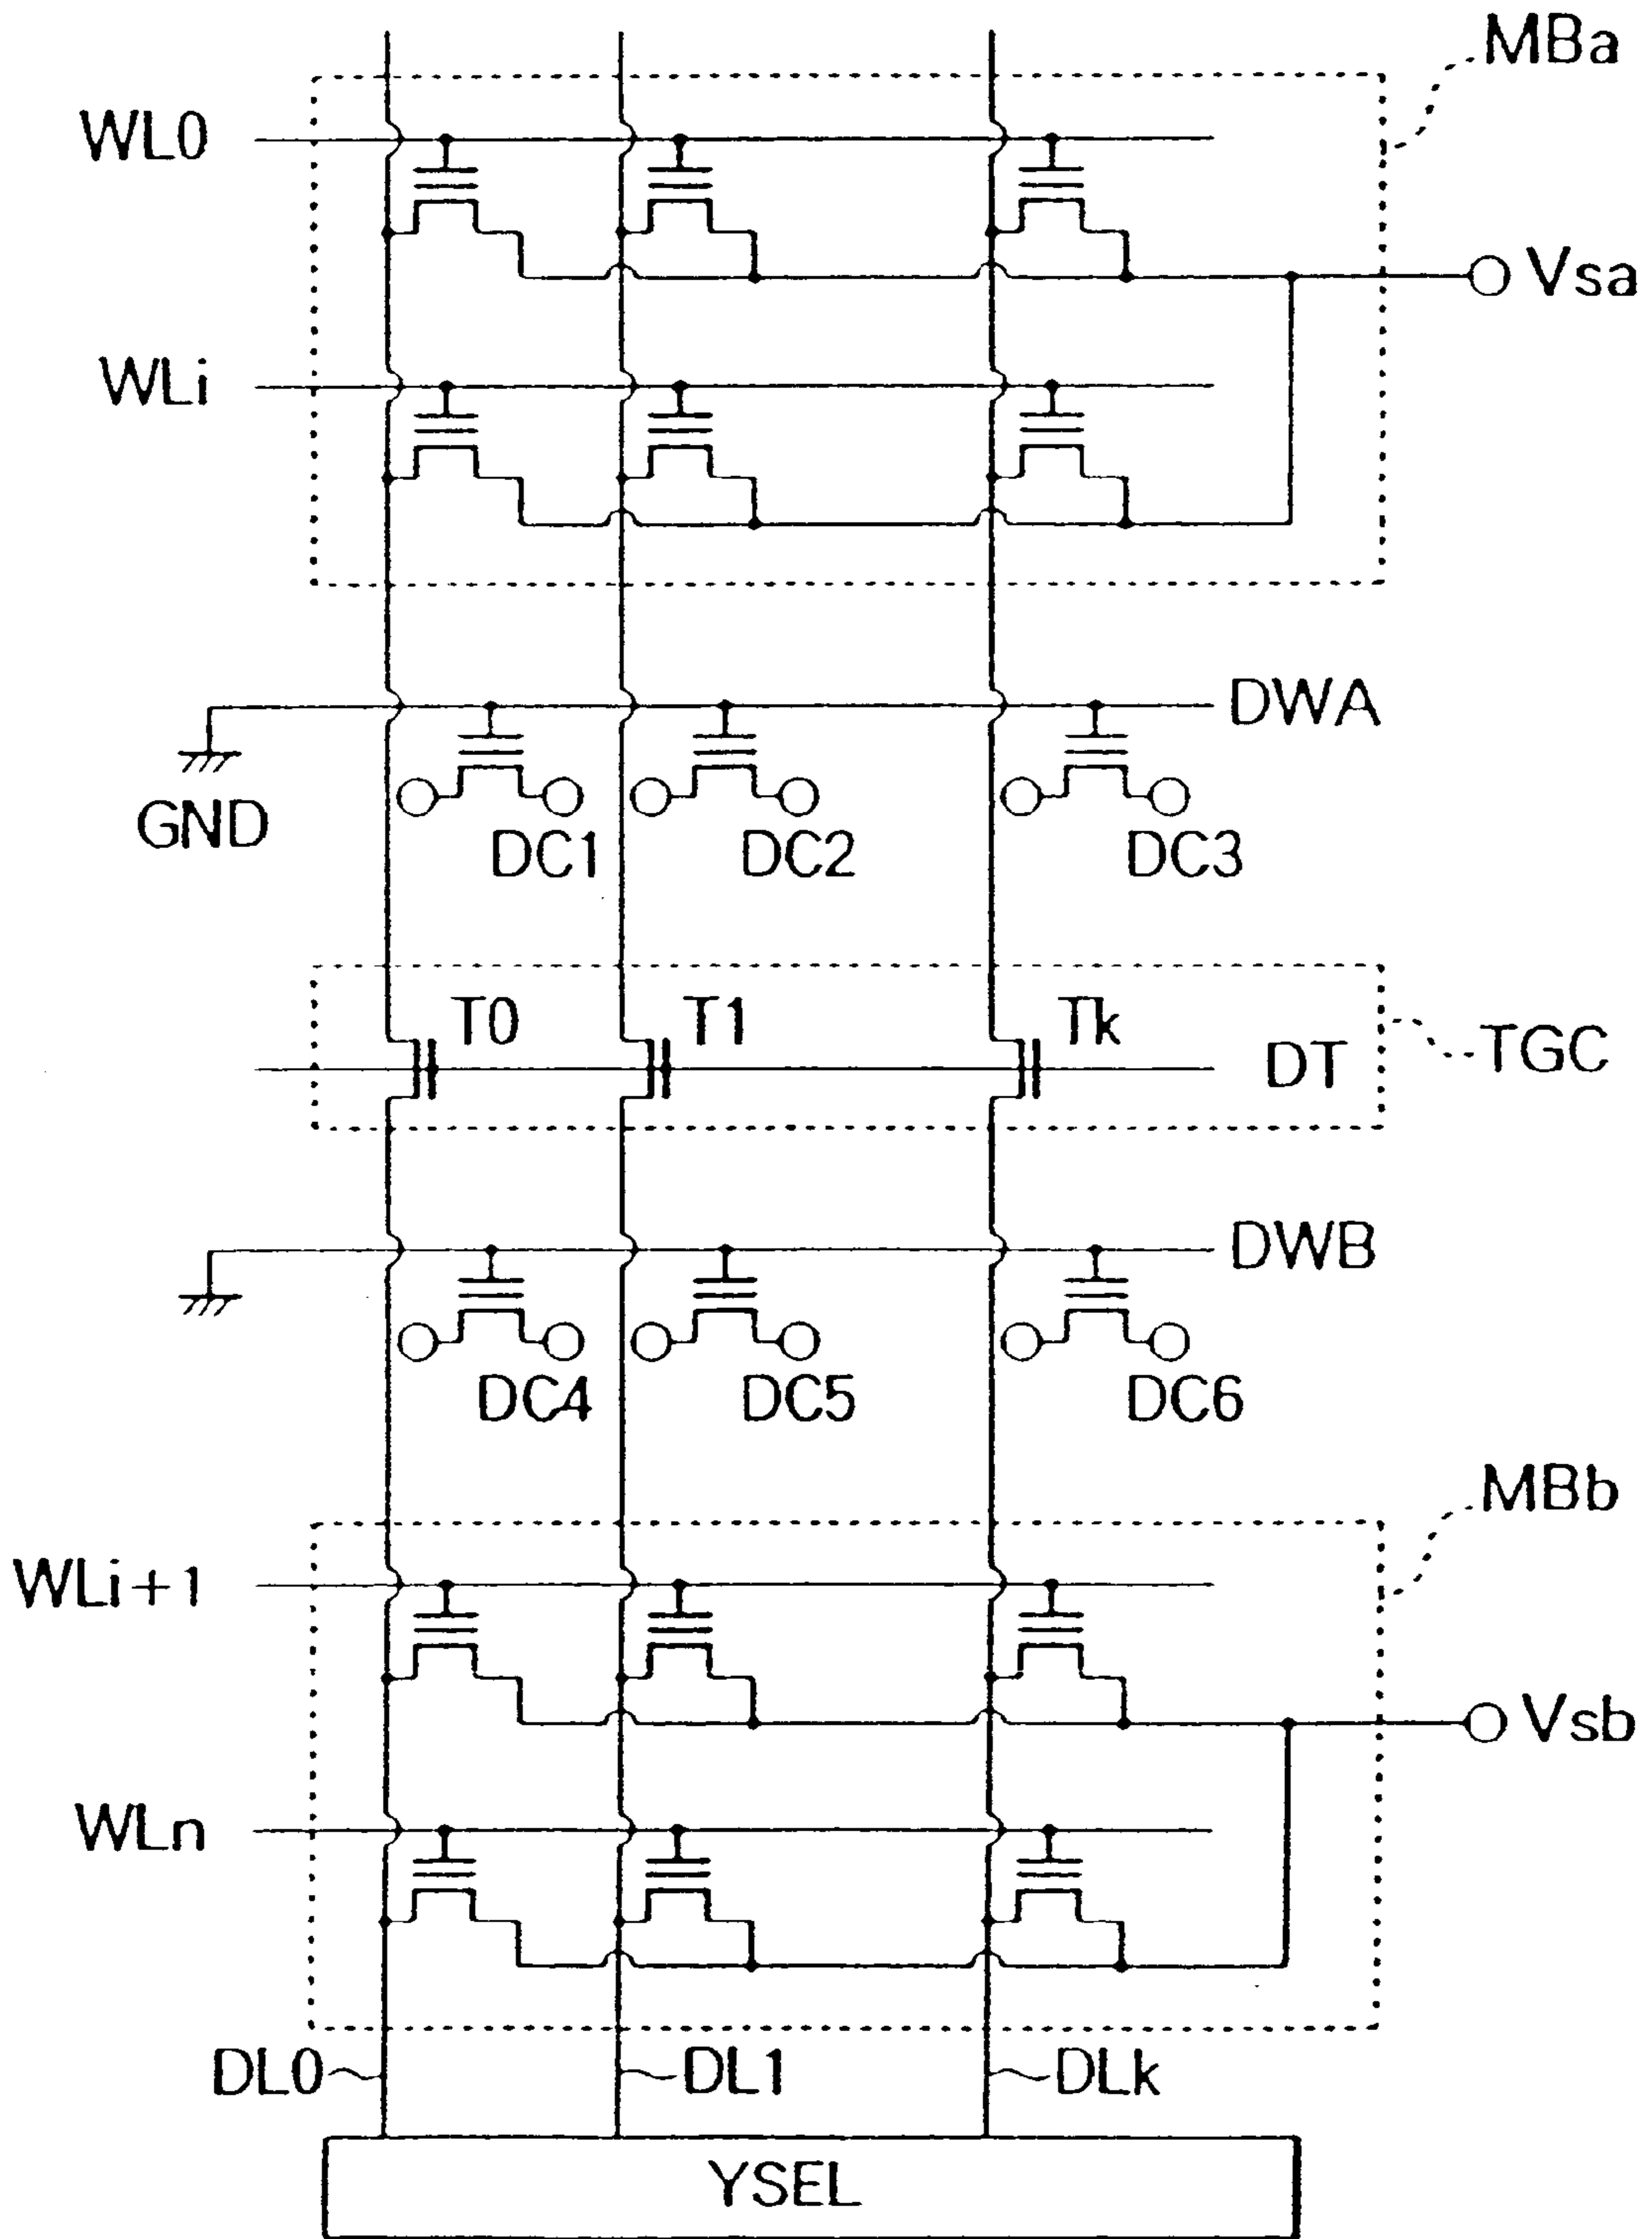 MBa
WL0
Vsa
WLi
DWA
GND
DC1 DC2 DC3
T0 T1 Tk
DT
TGC
DWB
DC4 DC5 DC6
MBb
WLi+1
Vsb
WLn
DL0 DL1 DLk
YSEL